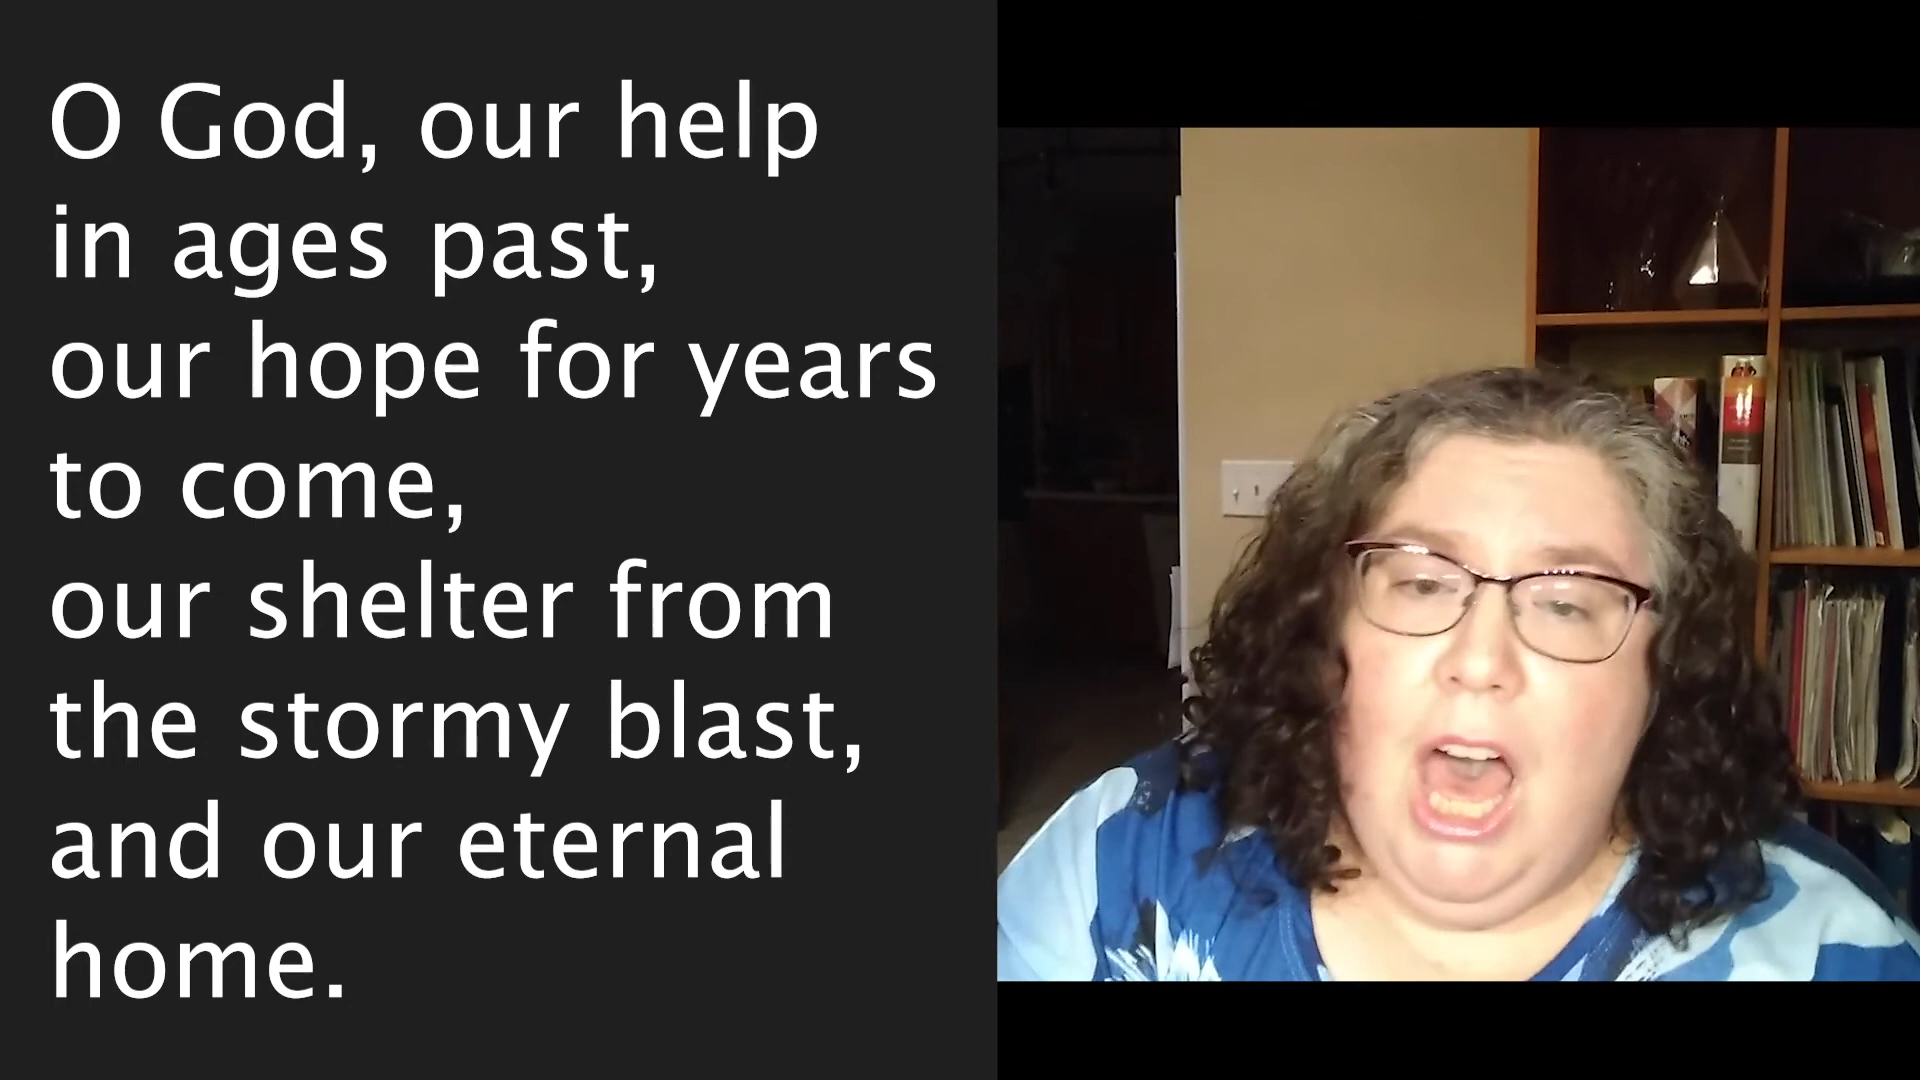 O God, our help
in ages past,
our hope for years
to come,
our shelter from
the stormy blast,
and our eternal
home.